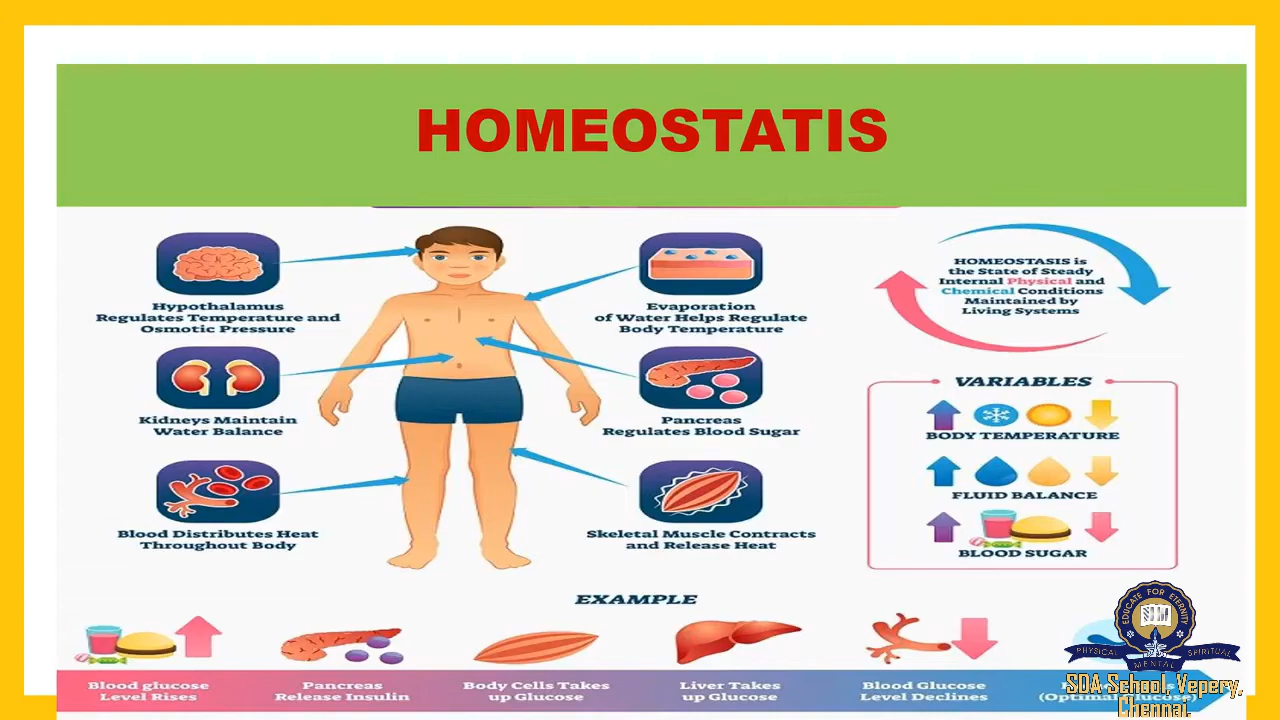 HOMEOSTATIS
Hypothalamus
Regulates Temperature and
Osmotic Pressure
Kidneys Maintain
Water Balance
Blood Distributes Heat
Throughout Body
Evaporation
of Water Helps Regulate
Body Temperature
Pancreas
Regulates Blood Sugar
Skeletal Muscle Contracts
and Release Heat
HOMEOSTASIS is
the State of Steady
Internal Physical and
Chemical Conditions
Maintained by
Living Systems
VARIABLES
BODY TEMPERATURE
FLUID BALANCE
BLOOD SUGAR
EXAMPLE
Blood glucose
Level Rises
Pancreas
Release Insulin
Body Cells Takes
up Glucose
Liver Takes
up Glucose
Blood Glucose
Level Declines
(Optimal Glucose)
EDUCATE FOR ETERNITY
PHYSICAL
MENTAL
SPIRITUAL
SDA School, Vepery,
Chennai.